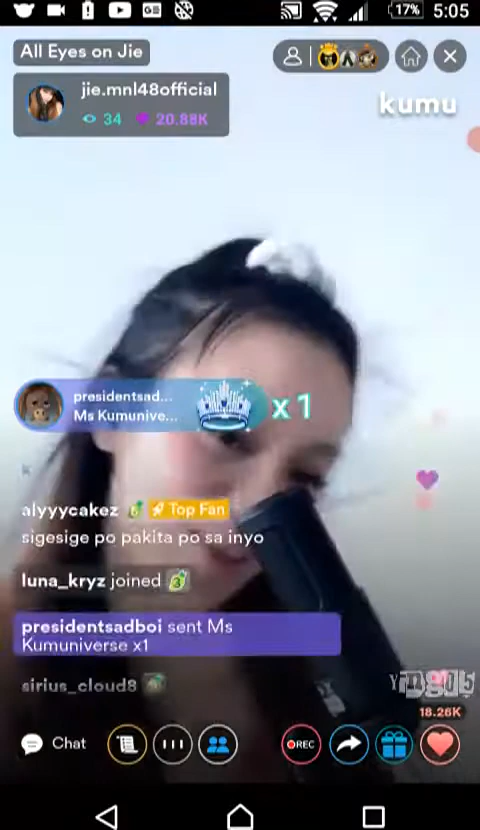 17% 5:05
All Eyes on Jie
jie.mnl48official
34 20.88K
kumu
presidentsad...
Ms Kumunive...
x 1
alyyycakez Top Fan
sigesige po pakita po sa inyo
luna_kryz joined
presidentsadboi sent Ms
Kumuniverse x1
sirius_cloud8
18.26K
Chat
REC